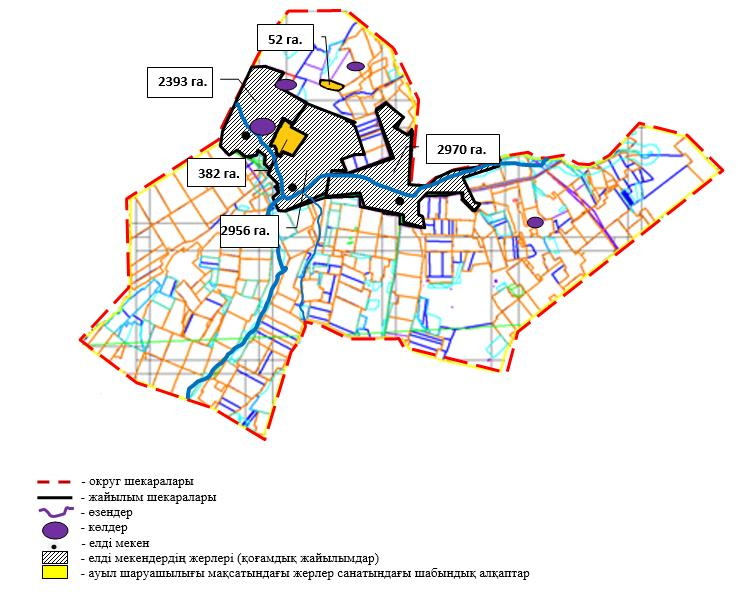 52 га.
2393 га.
2970 га.
382 га.
2956 га.
- округ шекаралары
- жайылым шекаралары
- өзендер
- көлдер
- елді мекен
- елді мекендердің жерлері (қоғамдық жайылымдар)
- ауыл шаруашылығы мақсатындағы жерлер санатындағы шабындық алқаптар